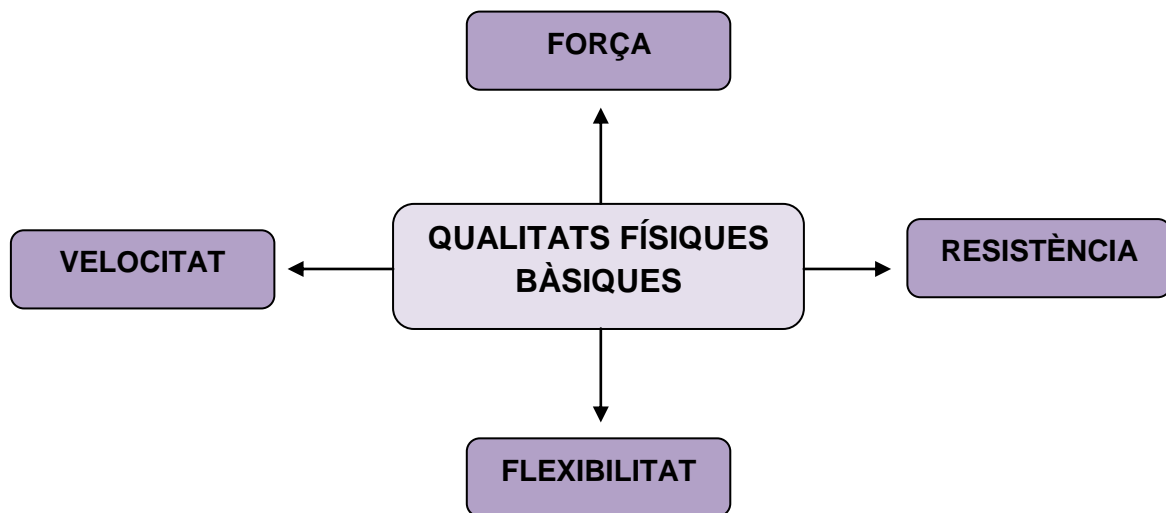 FORÇA
QUALITATS FÍSIQUES
BÀSIQUES
VELOCITAT
RESISTÈNCIA
FLEXIBILITAT